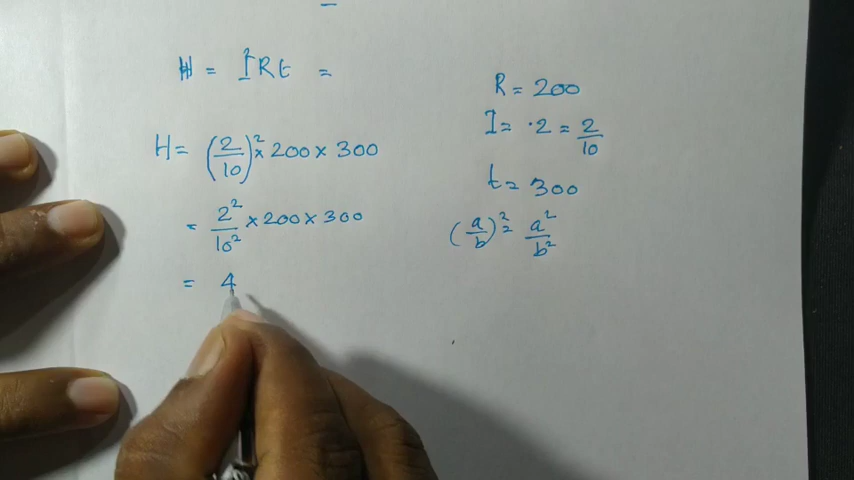 H = I²Rt =
H = (2/10)² × 200 × 300
= 2²/10² × 200 × 300
= 4
R = 200
I = ·2 = 2/10
t = 300
(a/b)² = a²/b²